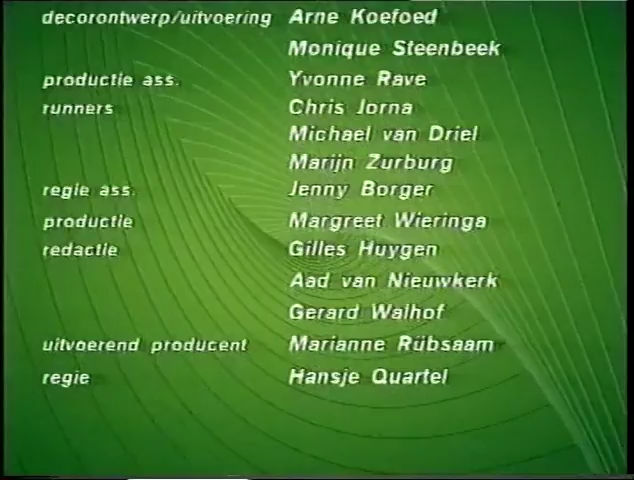 decorontwerp/uitvoering Arne Koefoed
Monique Steenbeek
productie ass. Yvonne Rave
runners Chris Jorna
Michael van Driel
Marijn Zurburg
regie ass. Jenny Borger
productie Margreet Wieringa
redactie Gilles Huygen
Aad van Nieuwkerk
Gerard Walhof
uitvoerend producent Marianne Rübsaam
regie Hansje Quartel